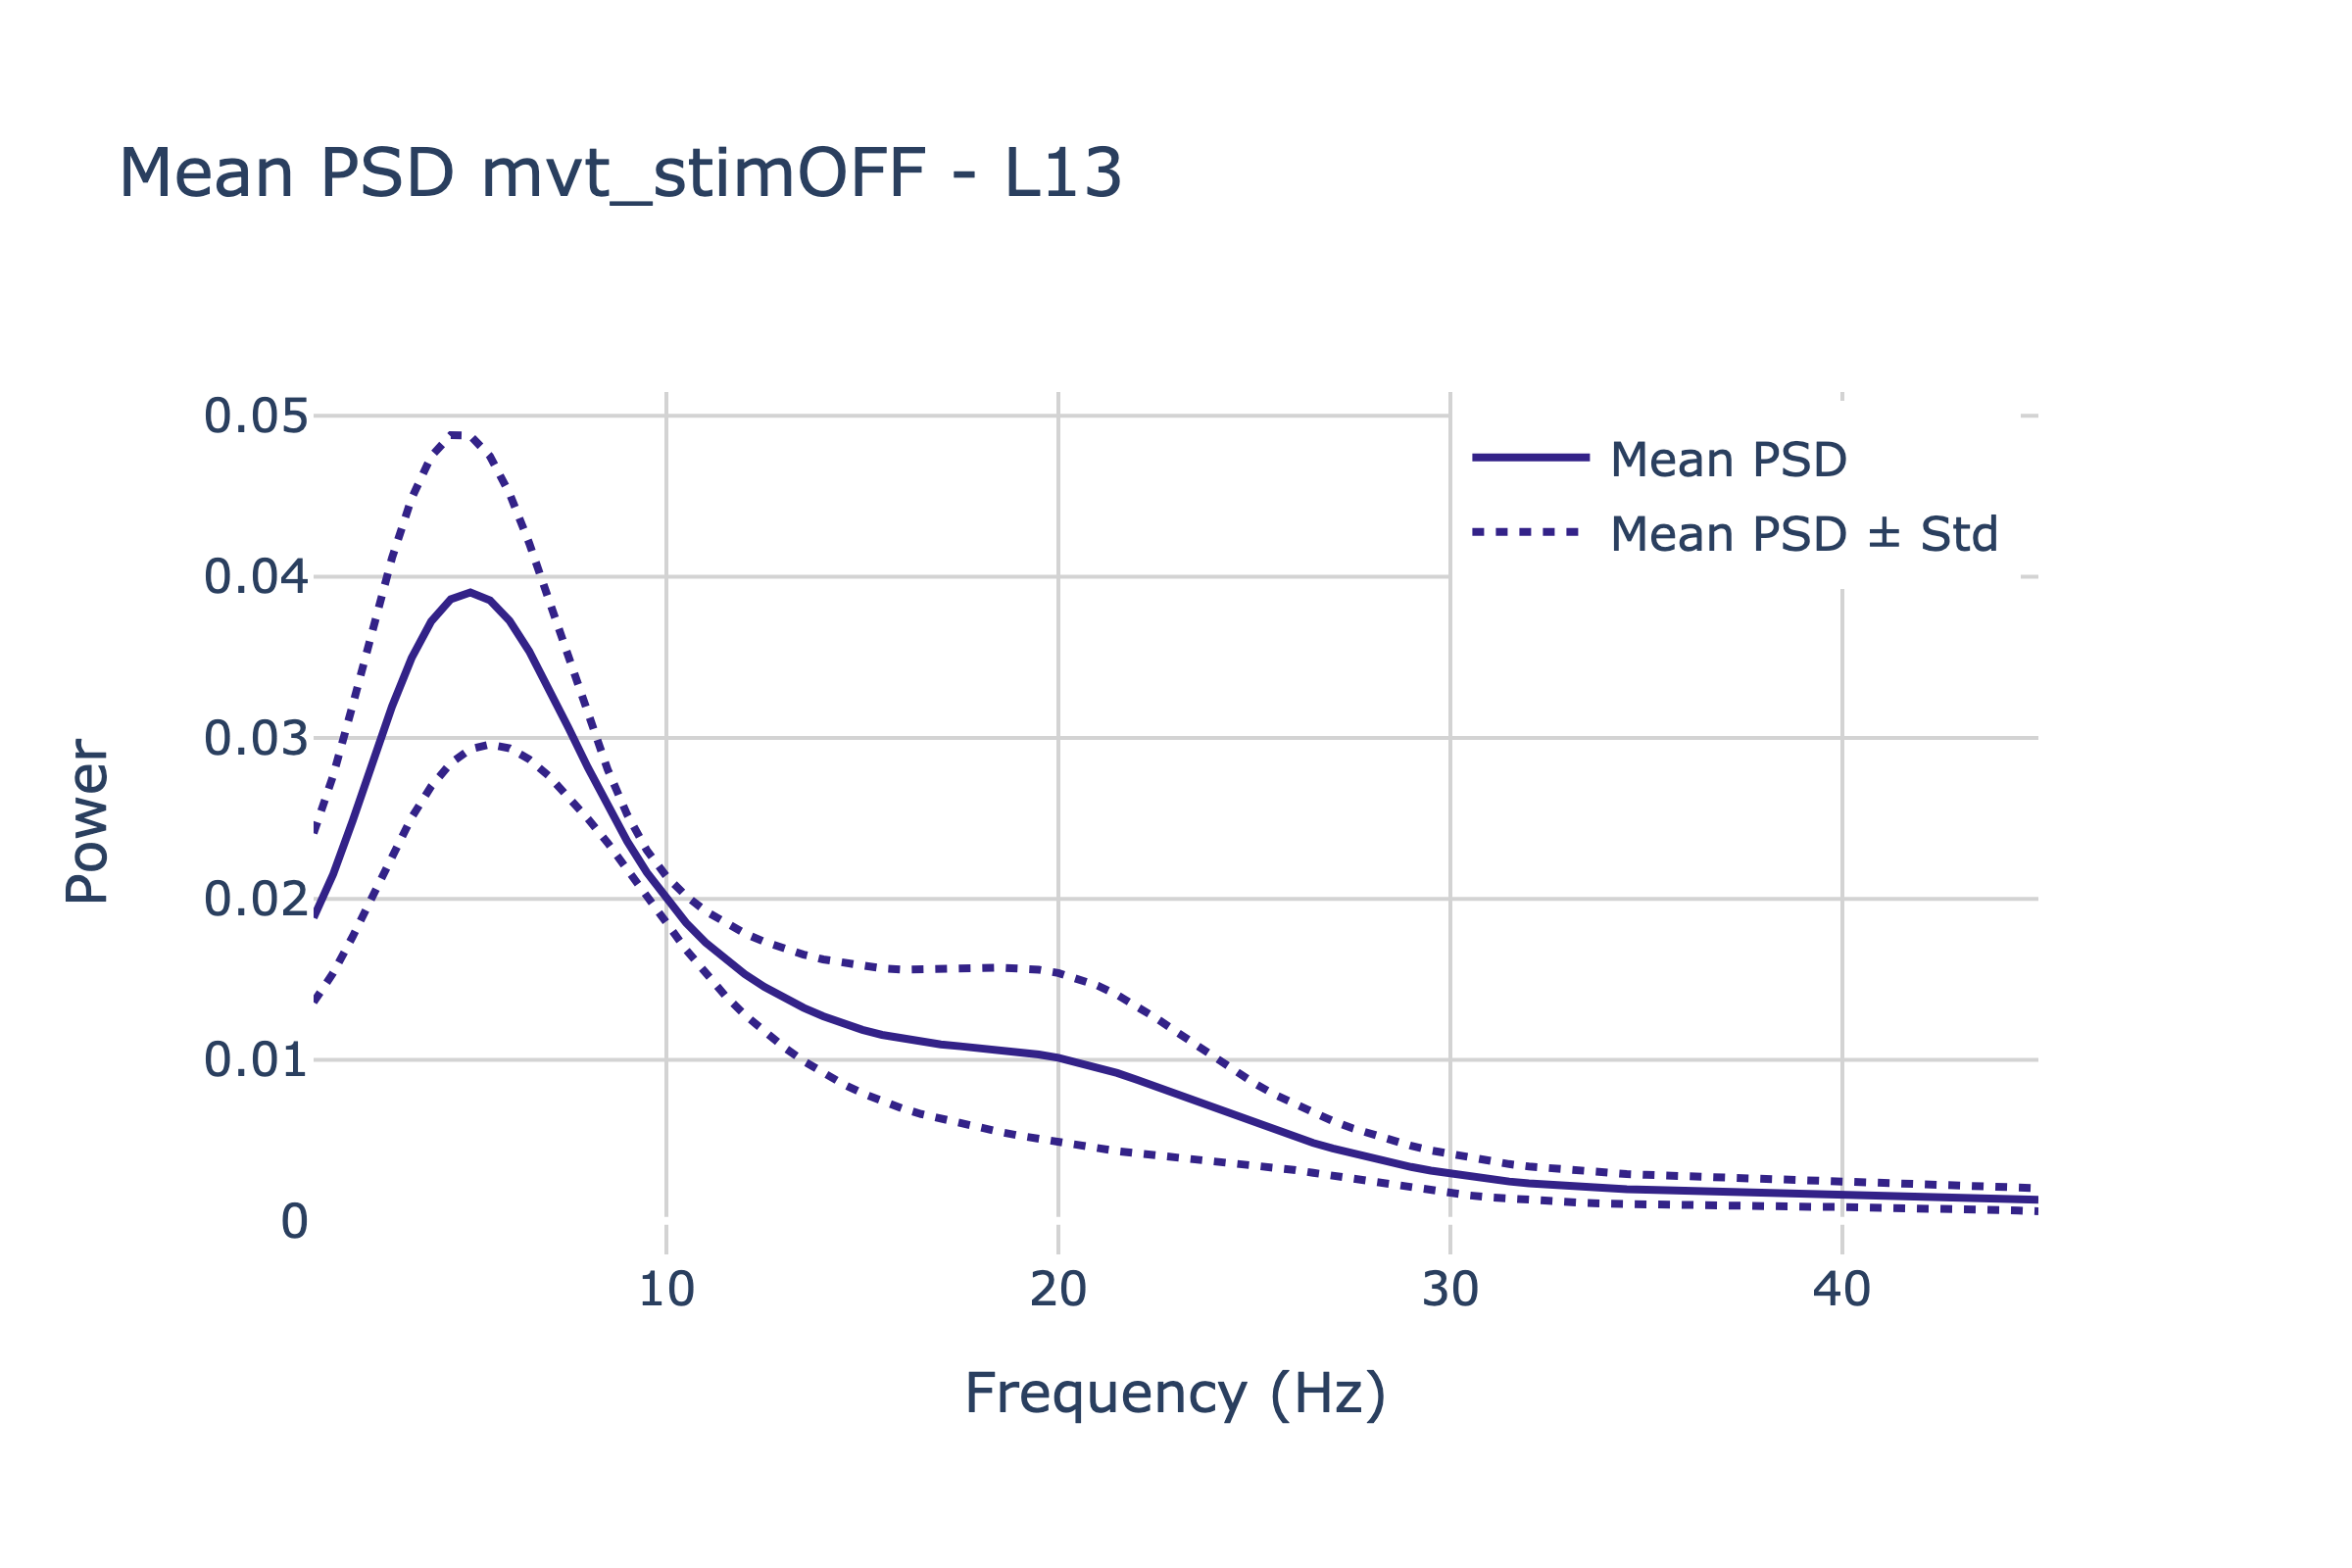 Mean PSD mvt_stimOFF - L13
Mean PSD
Mean PSD ± Std
Power
0.05
0.04
0.03
0.02
0.01
0
10
20
30
40
Frequency (Hz)